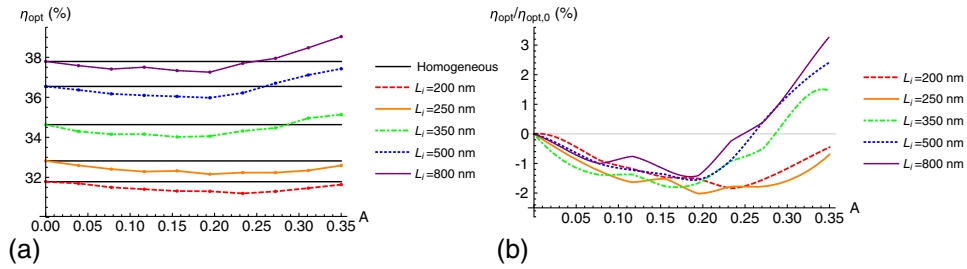 η_opt (%)
38
36
34
32
0.00 0.05 0.10 0.15 0.20 0.25 0.30 0.35
A
Homogeneous
L_i=200 nm
L_i=250 nm
L_i=350 nm
L_i=500 nm
L_i=800 nm
(a)
η_opt/η_opt,0 (%)
3
2
1
0
-1
-2
0.05 0.10 0.15 0.20 0.25 0.30 0.35
A
L_i=200 nm
L_i=250 nm
L_i=350 nm
L_i=500 nm
L_i=800 nm
(b)